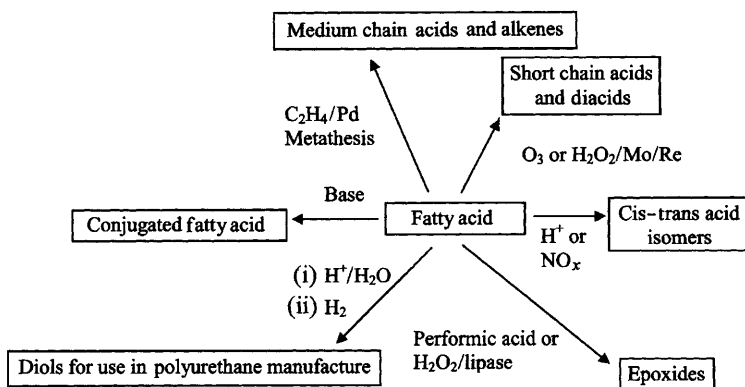 Medium chain acids and alkenes
Short chain acids
and diacids
C₂H₄/Pd
Metathesis
O₃ or H₂O₂/Mo/Re
Base
Conjugated fatty acid
Fatty acid
Cis–trans acid
isomers
H⁺ or
NOₓ
(i) H⁺/H₂O
(ii) H₂
Performic acid or
H₂O₂/lipase
Diols for use in polyurethane manufacture
Epoxides